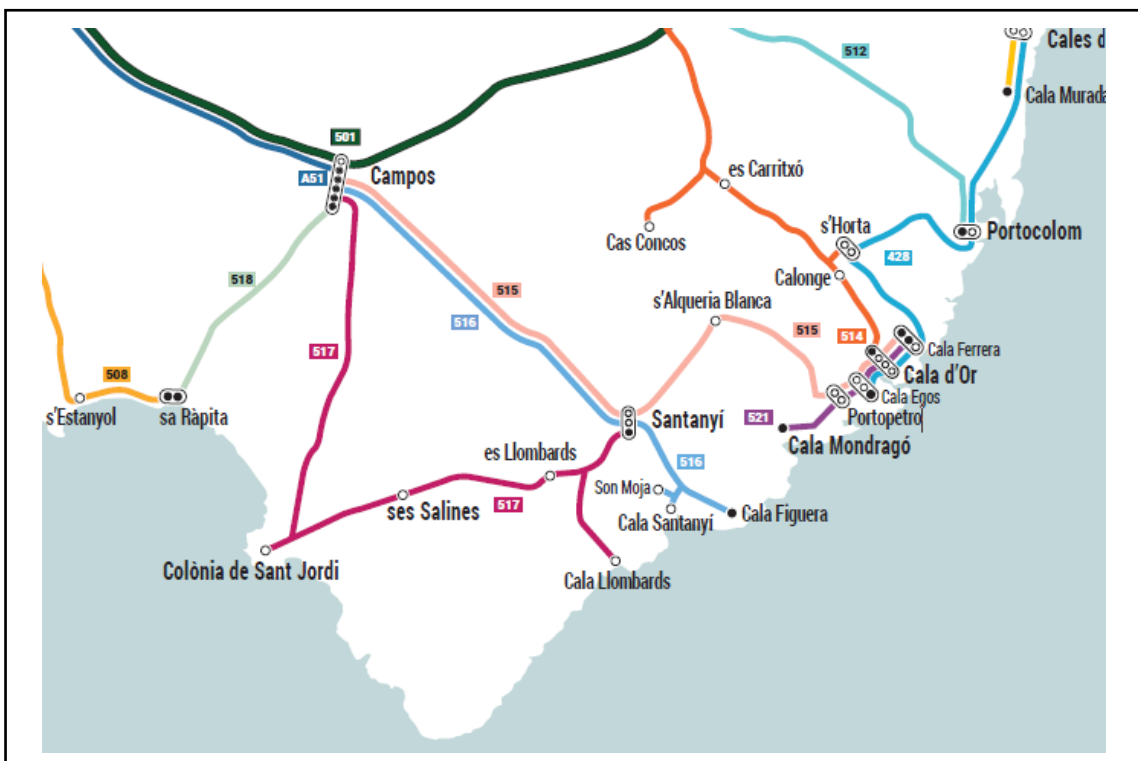 Cales d
512
Cala Murada
501
Campos
A51
es Carritxó
s'Horta
Portocolom
Cas Concos
428
518
515
Calonge
s'Alqueria Blanca
516
515
514
517
Cala Ferrera
508
Cala d'Or
Cala Egos
s'Estanyol
sa Ràpita
Santanyí
521
Portopetro
Cala Mondragó
es Llombards
516
Son Moja
ses Salines
517
Cala Santanyí
Cala Figuera
Colònia de Sant Jordi
Cala Llombards